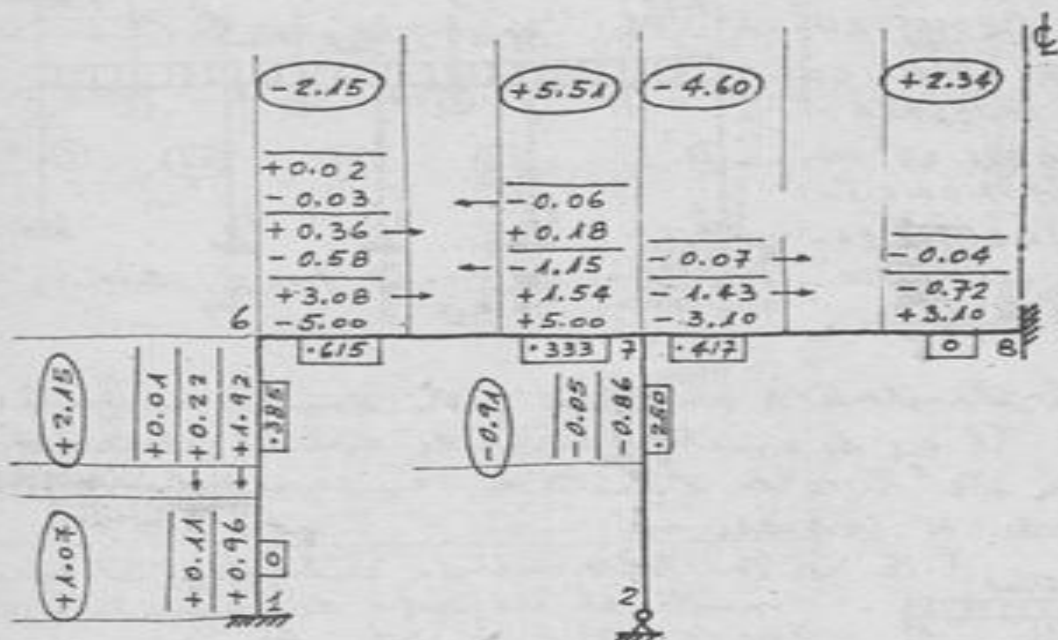 ℄
-2.15 +5.51 -4.60 +2.34
+0.02
-0.03 -0.06
+0.36 +0.18
-0.58 -1.15 -0.07 -0.04
+3.08 +1.54 -1.43 -0.72
-5.00 +5.00 -3.10 +3.10
6
.615 .333 7 .417 0 8
+2.15 +0.01 +0.22 +1.92 .385
-0.91 -0.05 -0.86 .250
+1.07 +0.11 +0.96 0
2